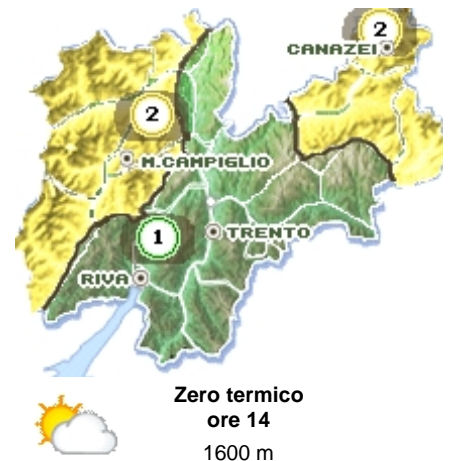 2
CANAZEI
2
M.CAMPIGLIO
1
TRENTO
RIVA
Zero termico
ore 14
1600 m